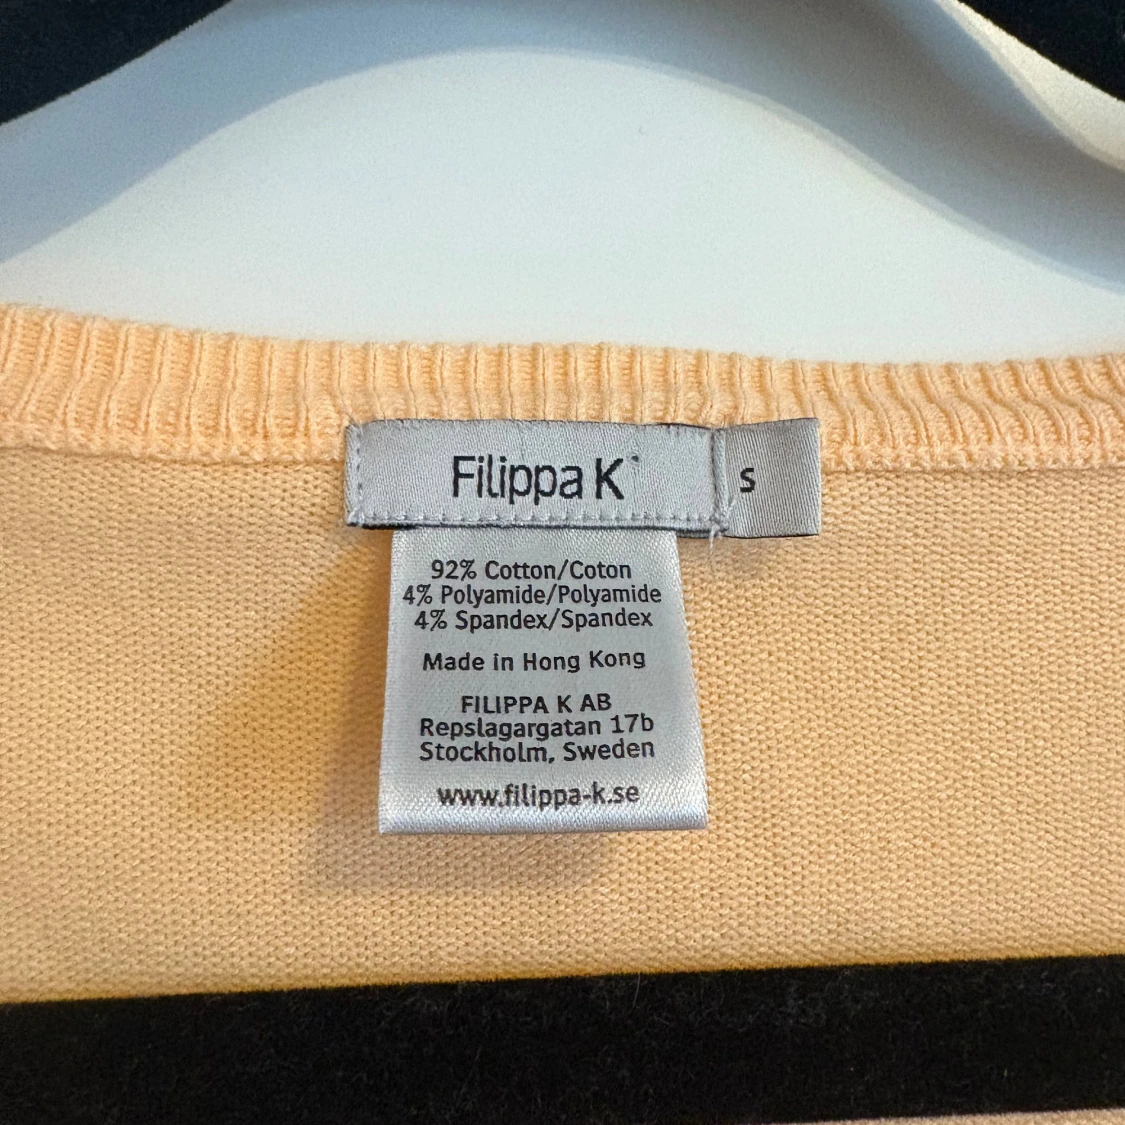 Filippa K
S
92% Cotton/Coton
4% Polyamide/Polyamide
4% Spandex/Spandex
Made in Hong Kong
FILIPPA K AB
Repslagargatan 17b
Stockholm, Sweden
www.filippa-k.se